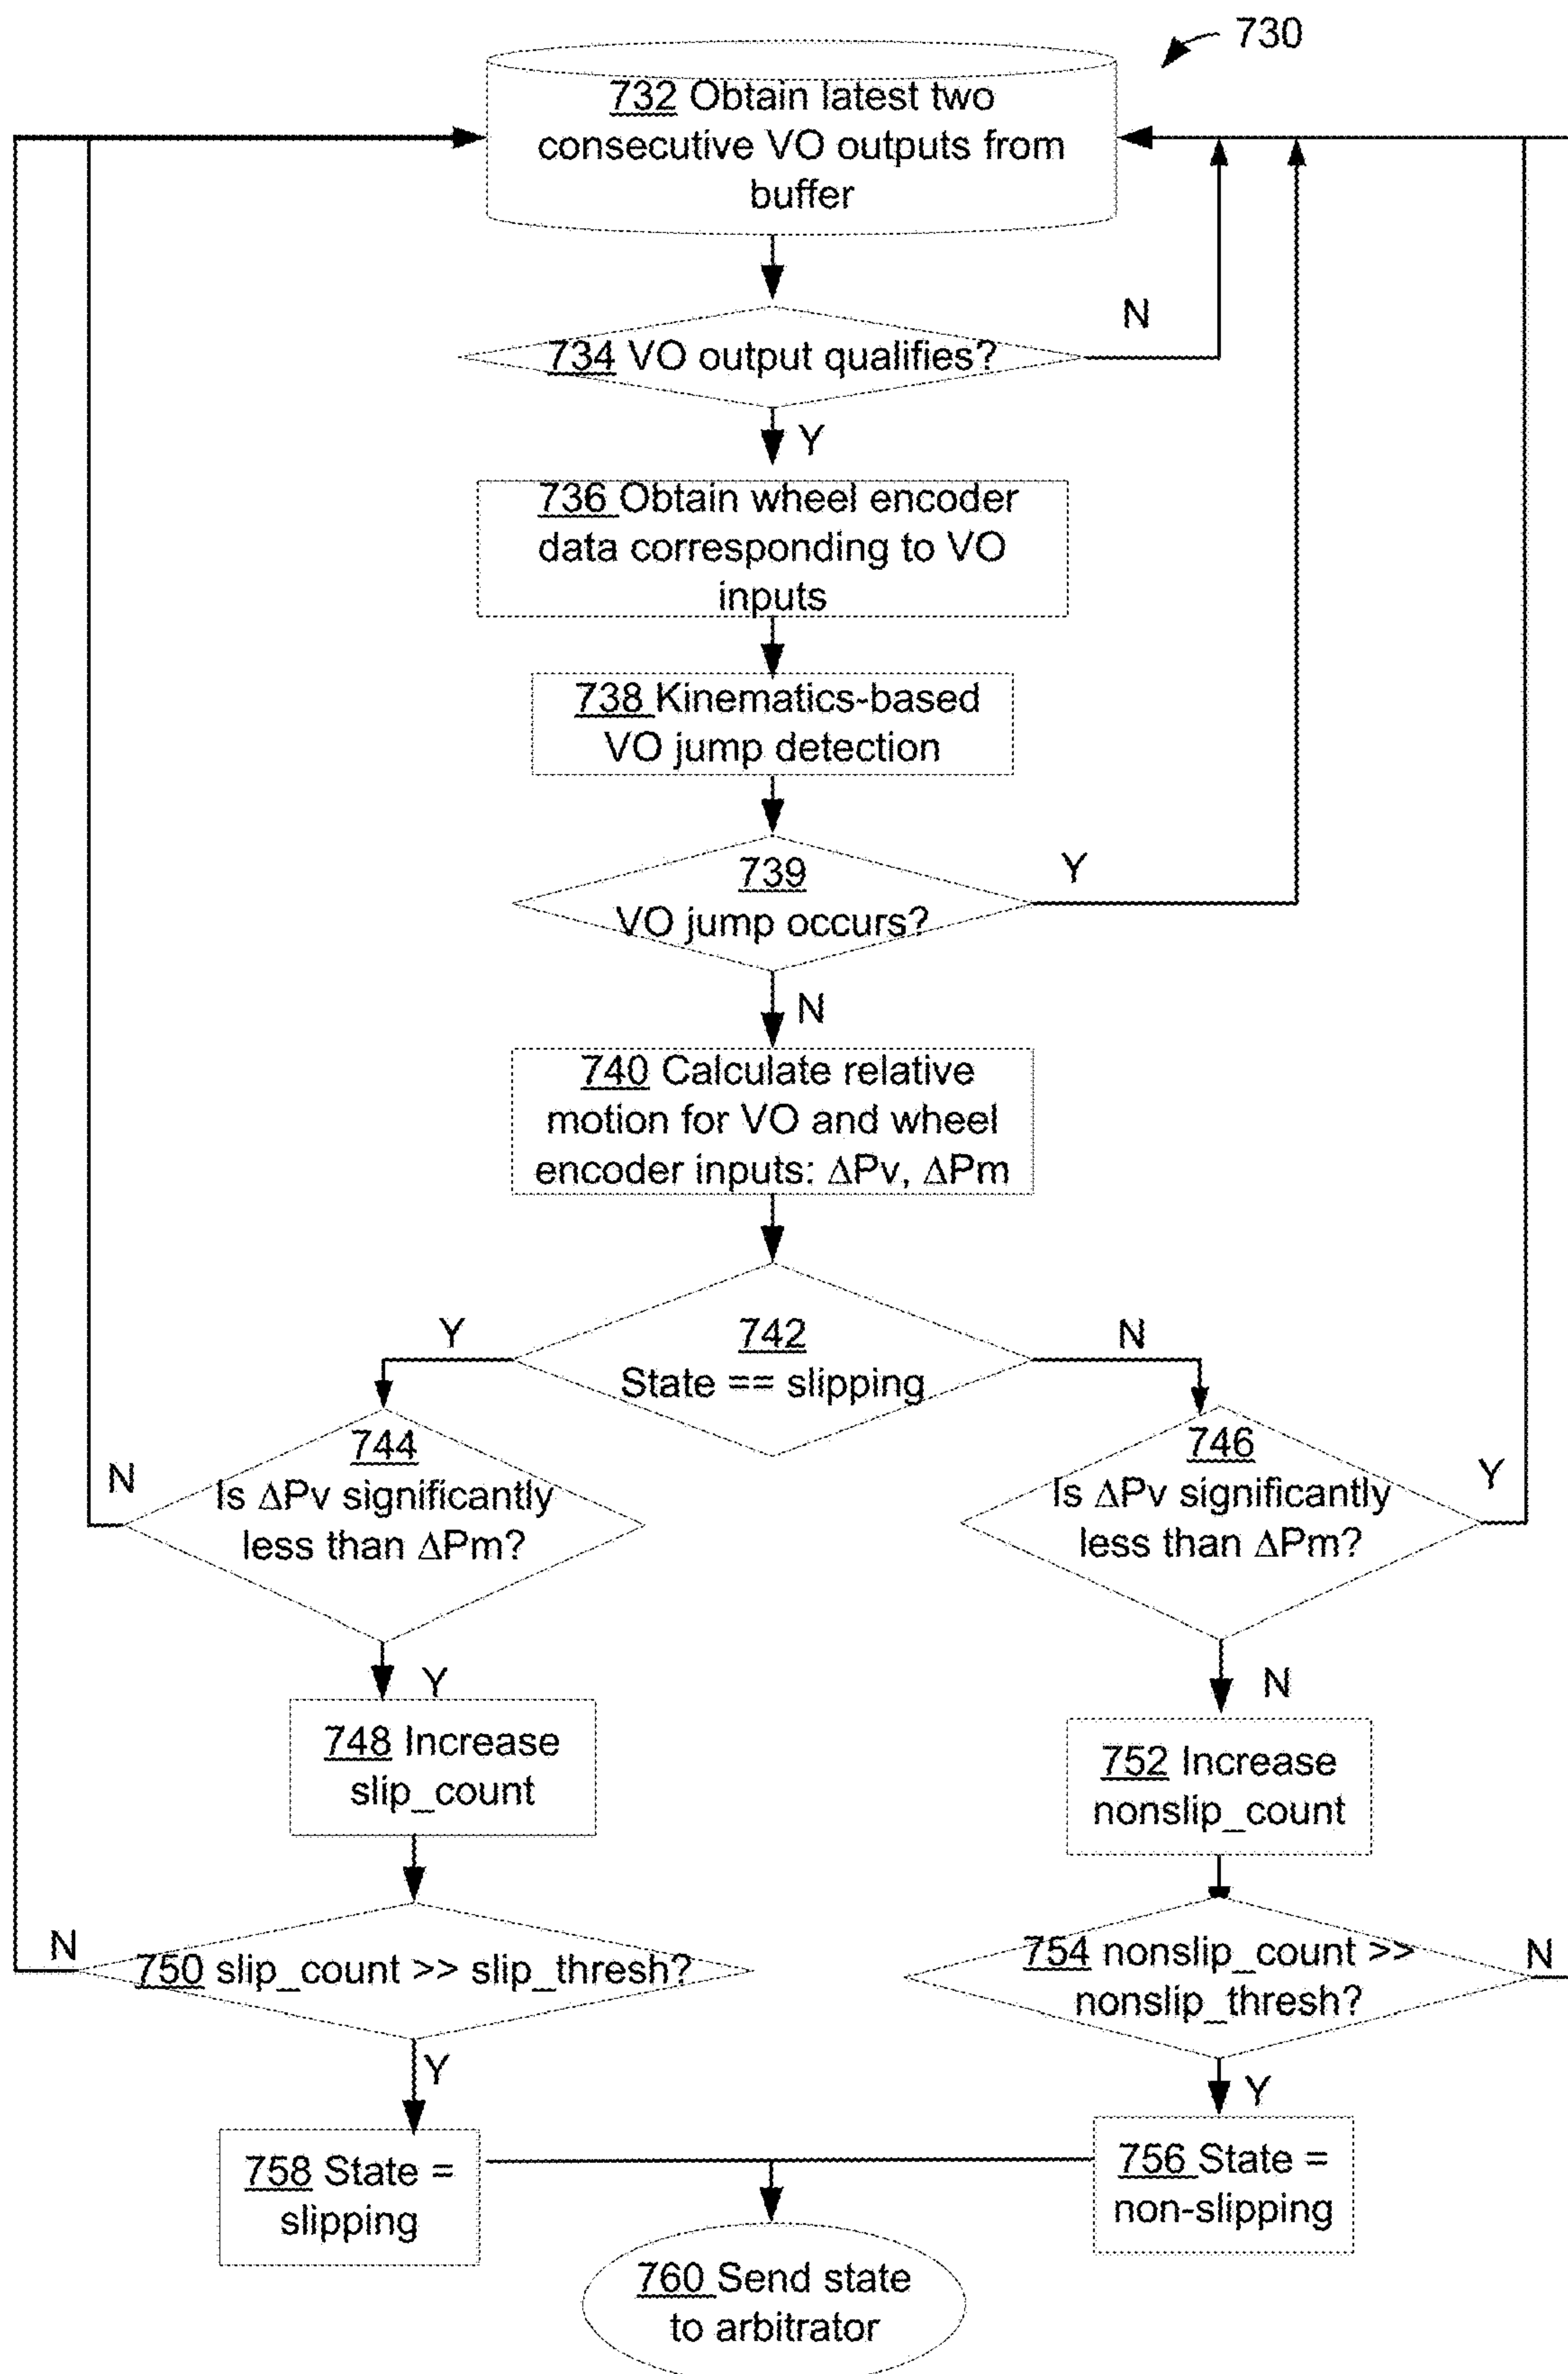 730
732 Obtain latest two
consecutive VO outputs from
buffer
N
734 VO output qualifies?
Y
736 Obtain wheel encoder
data corresponding to VO
inputs
738 Kinematics-based
VO jump detection
739
VO jump occurs?
Y
N
740 Calculate relative
motion for VO and wheel
encoder inputs: ΔPv, ΔPm
Y
742
State == slipping
N
744
Is ΔPv significantly
less than ΔPm?
N
746
Is ΔPv significantly
less than ΔPm?
Y
Y
N
748 Increase
slip_count
752 Increase
nonslip_count
N
750 slip_count >> slip_thresh?
754 nonslip_count >>
nonslip_thresh?
N
Y
Y
758 State =
slipping
756 State =
non-slipping
760 Send state
to arbitrator